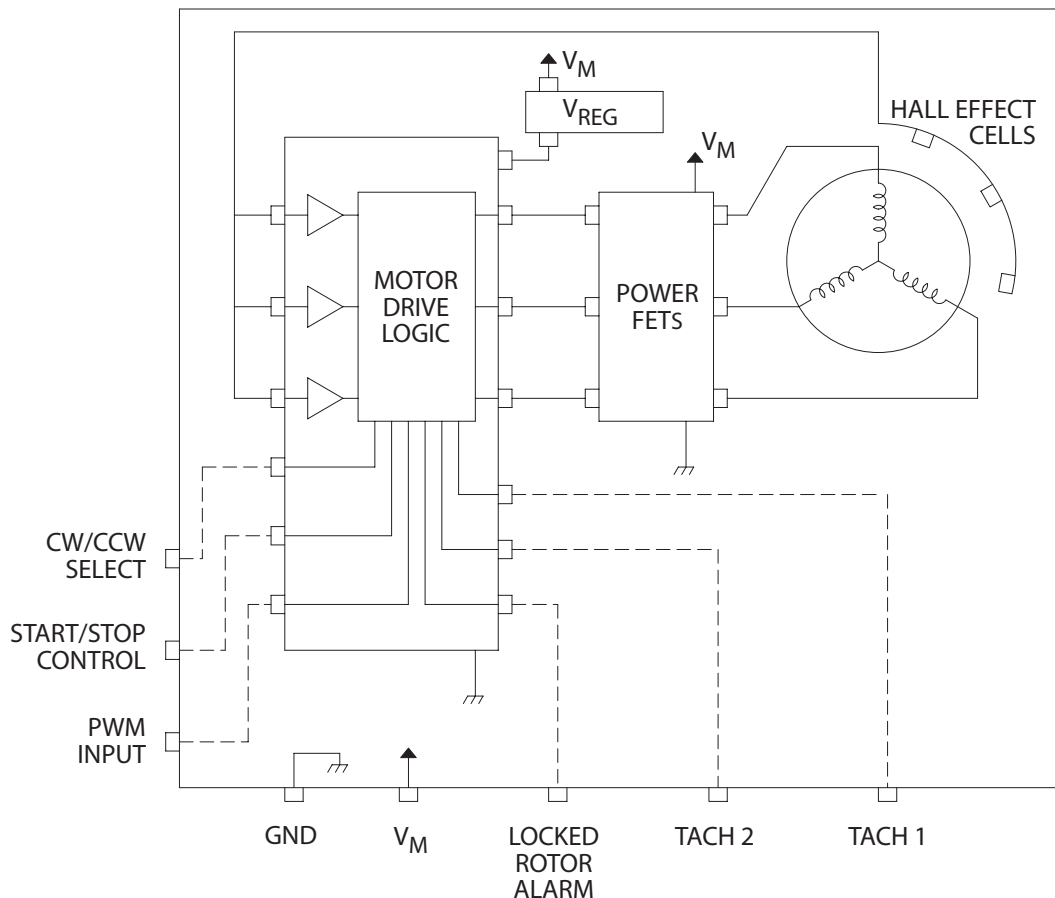 V_M
V_REG
HALL EFFECT
CELLS
V_M
MOTOR
DRIVE
LOGIC
POWER
FETS
CW/CCW
SELECT
START/STOP
CONTROL
PWM
INPUT
GND
V_M
LOCKED
ROTOR
ALARM
TACH 2
TACH 1